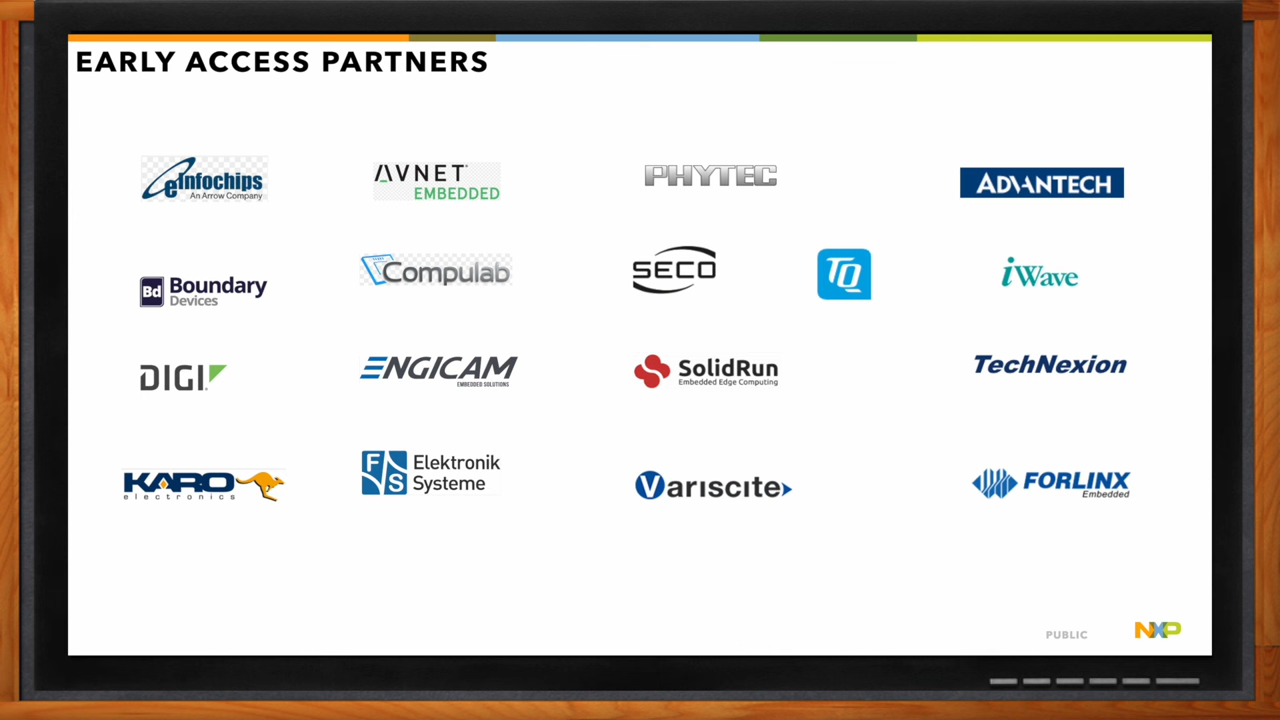 EARLY ACCESS PARTNERS
eInfochips
An Arrow Company
AVNET
EMBEDDED
PHYTEC
ADVANTECH
Bd Boundary
Devices
Compulab
SECO
TQ
iWave
DIGI
ENGICAM
EMBEDDED SOLUTIONS
SolidRun
Embedded Edge Computing
TechNexion
KARO
electronics
F S Elektronik
Systeme
Variscite
FORLINX
Embedded
PUBLIC
NXP